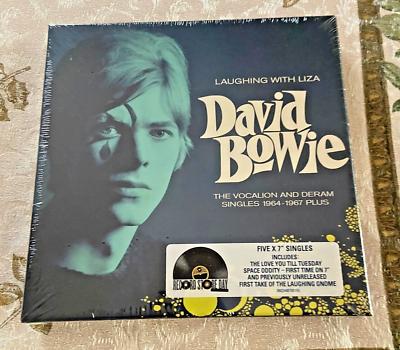 LAUGHING WITH LIZA
David
Bowie
THE VOCALION AND DERAM
SINGLES 1964-1967 PLUS
FIVE X 7" SINGLES
INCLUDES:
THE LOVE YOU TILL TUESDAY
SPACE ODDITY - FIRST TIME ON 7"
AND PREVIOUSLY UNRELEASED
FIRST TAKE OF THE LAUGHING GNOME
RECORD STORE DAY